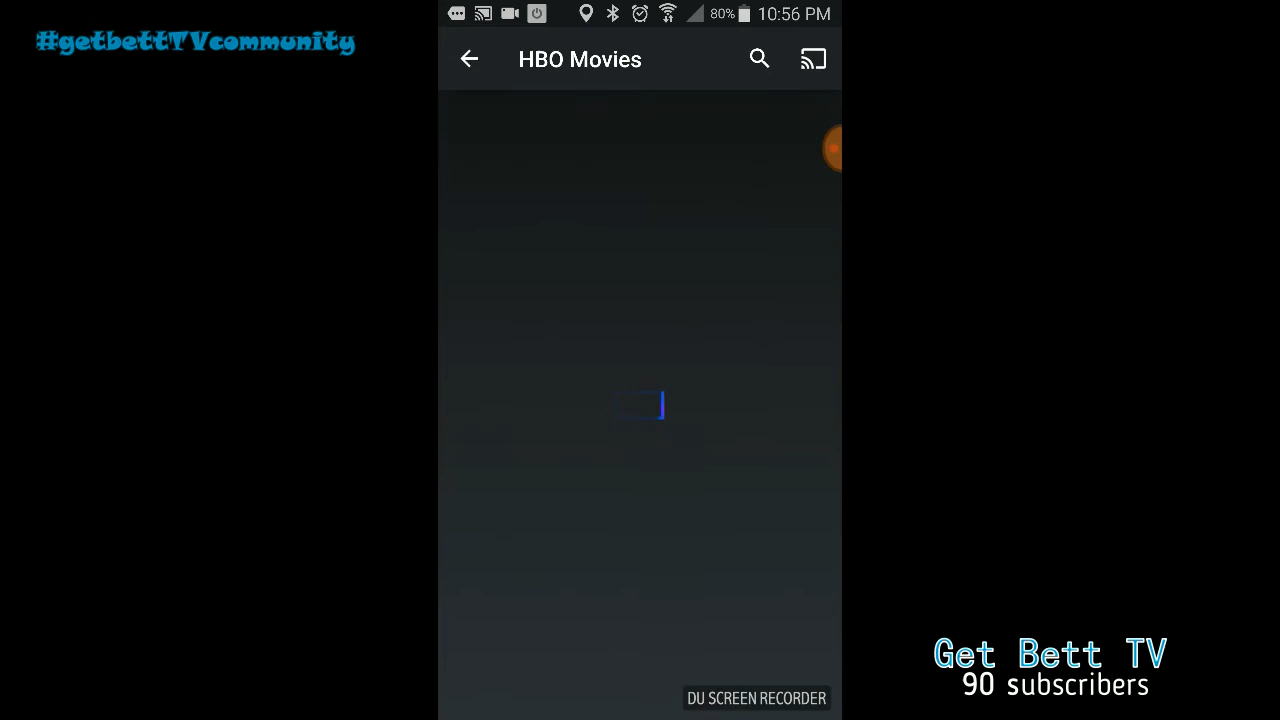 #getbettTVcommunity
80% 10:56 PM
HBO Movies
Get Bett TV
90 subscribers
DU SCREEN RECORDER